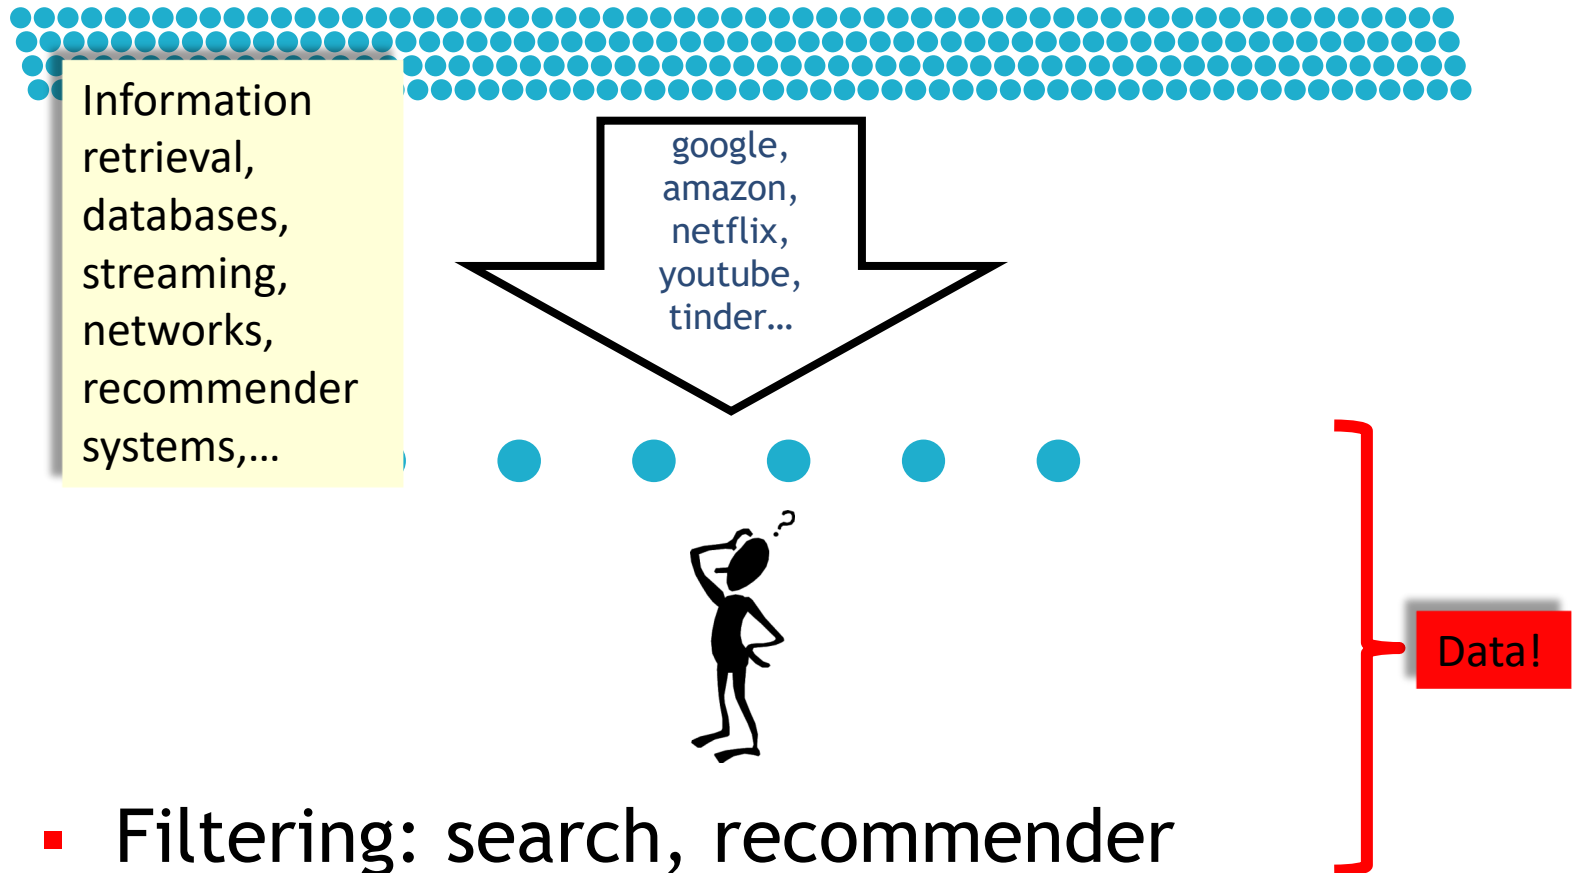 Information
retrieval,
databases,
streaming,
networks,
recommender
systems,…
google,
amazon,
netflix,
youtube,
tinder…
?
Data!
▪ Filtering: search, recommender